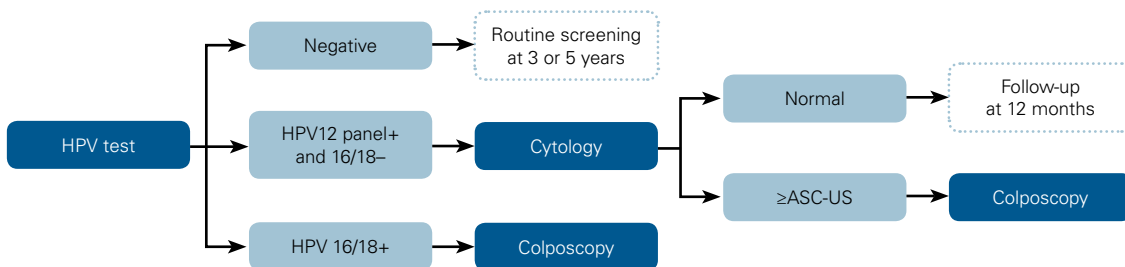 HPV test
Negative
Routine screening
at 3 or 5 years
HPV12 panel+
and 16/18–
Cytology
Normal
Follow-up
at 12 months
≥ASC-US
Colposcopy
HPV 16/18+
Colposcopy